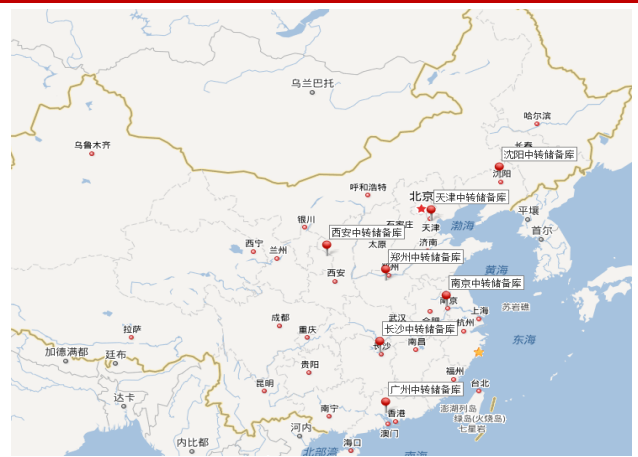 乌兰巴托
哈尔滨
长春
乌鲁木齐
沈阳中转储备库
沈阳
呼和浩特
北京
天津中转储备库
平壤
银川
石家庄
天津
渤海
首尔
西安中转储备库
西宁
太原
济南
兰州
郑州中转储备库
郑州
黄海
西安
南京中转储备库
南京
苏岩礁
上海
成都
武汉
合肥
杭州
拉萨
重庆
长沙中转储备库
东海
加德满都
廷布
长沙
南昌
贵阳
福州
昆明
广州中转储备库
台北
达卡
南宁
香港
澎湖列岛
绿岛(火烧岛)
河内
澳门
七星岩
内比都
海口
北部湾
南海